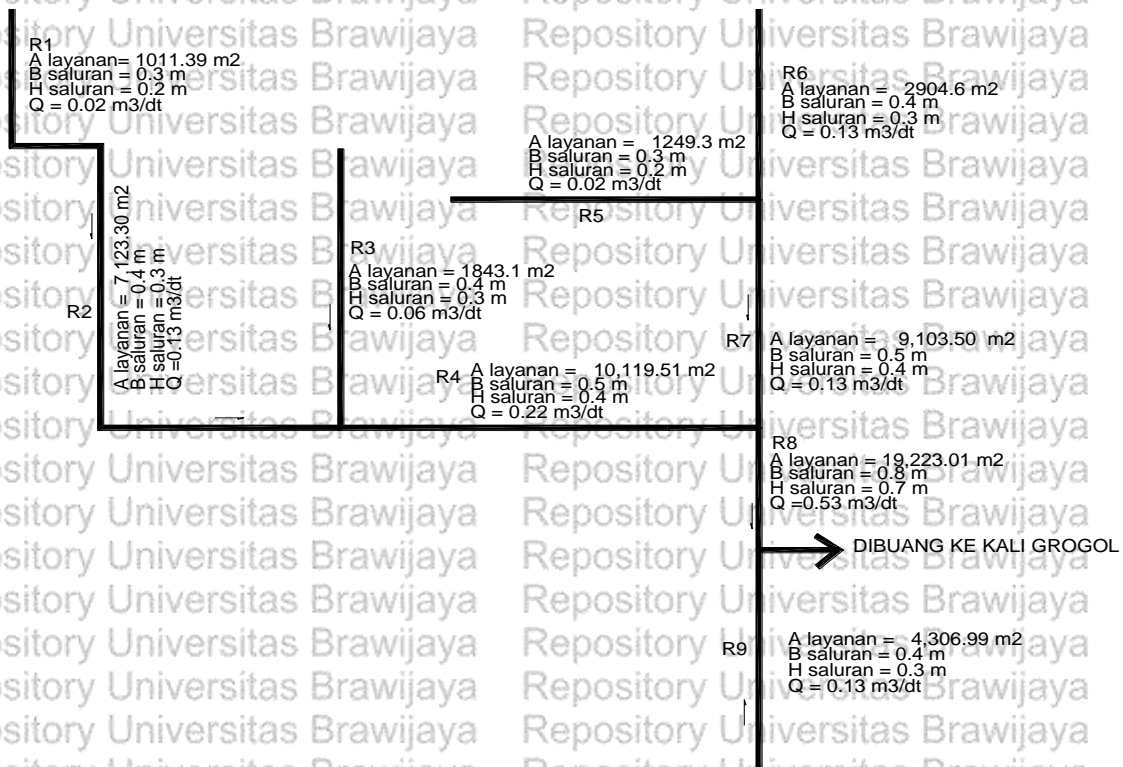 R1
A layanan= 1011.39 m2
B saluran = 0.3 m
H saluran = 0.2 m
Q = 0.02 m3/dt
R6
A layanan = 2904.6 m2
B saluran = 0.4 m
H saluran = 0.3 m
Q = 0.13 m3/dt
A layanan = 1249.3 m2
B saluran = 0.3 m
H saluran = 0.2 m
Q = 0.02 m3/dt
R5
R2
A layanan = 7,123.30 m2
B saluran = 0.4 m
H saluran = 0.3 m
Q =0.13 m3/dt
R3
A layanan = 1843.1 m2
B saluran = 0.4 m
H saluran = 0.3 m
Q = 0.06 m3/dt
R4
A layanan = 10,119.51 m2
B saluran = 0.5 m
H saluran = 0.4 m
Q = 0.22 m3/dt
R7
A layanan = 9,103.50 m2
B saluran = 0.5 m
H saluran = 0.4 m
Q = 0.13 m3/dt
R8
A layanan = 19,223.01 m2
B saluran = 0.8 m
H saluran = 0.7 m
Q =0.53 m3/dt
DIBUANG KE KALI GROGOL
R9
A layanan = 4,306.99 m2
B saluran = 0.4 m
H saluran = 0.3 m
Q = 0.13 m3/dt
Repository Universitas Brawijaya